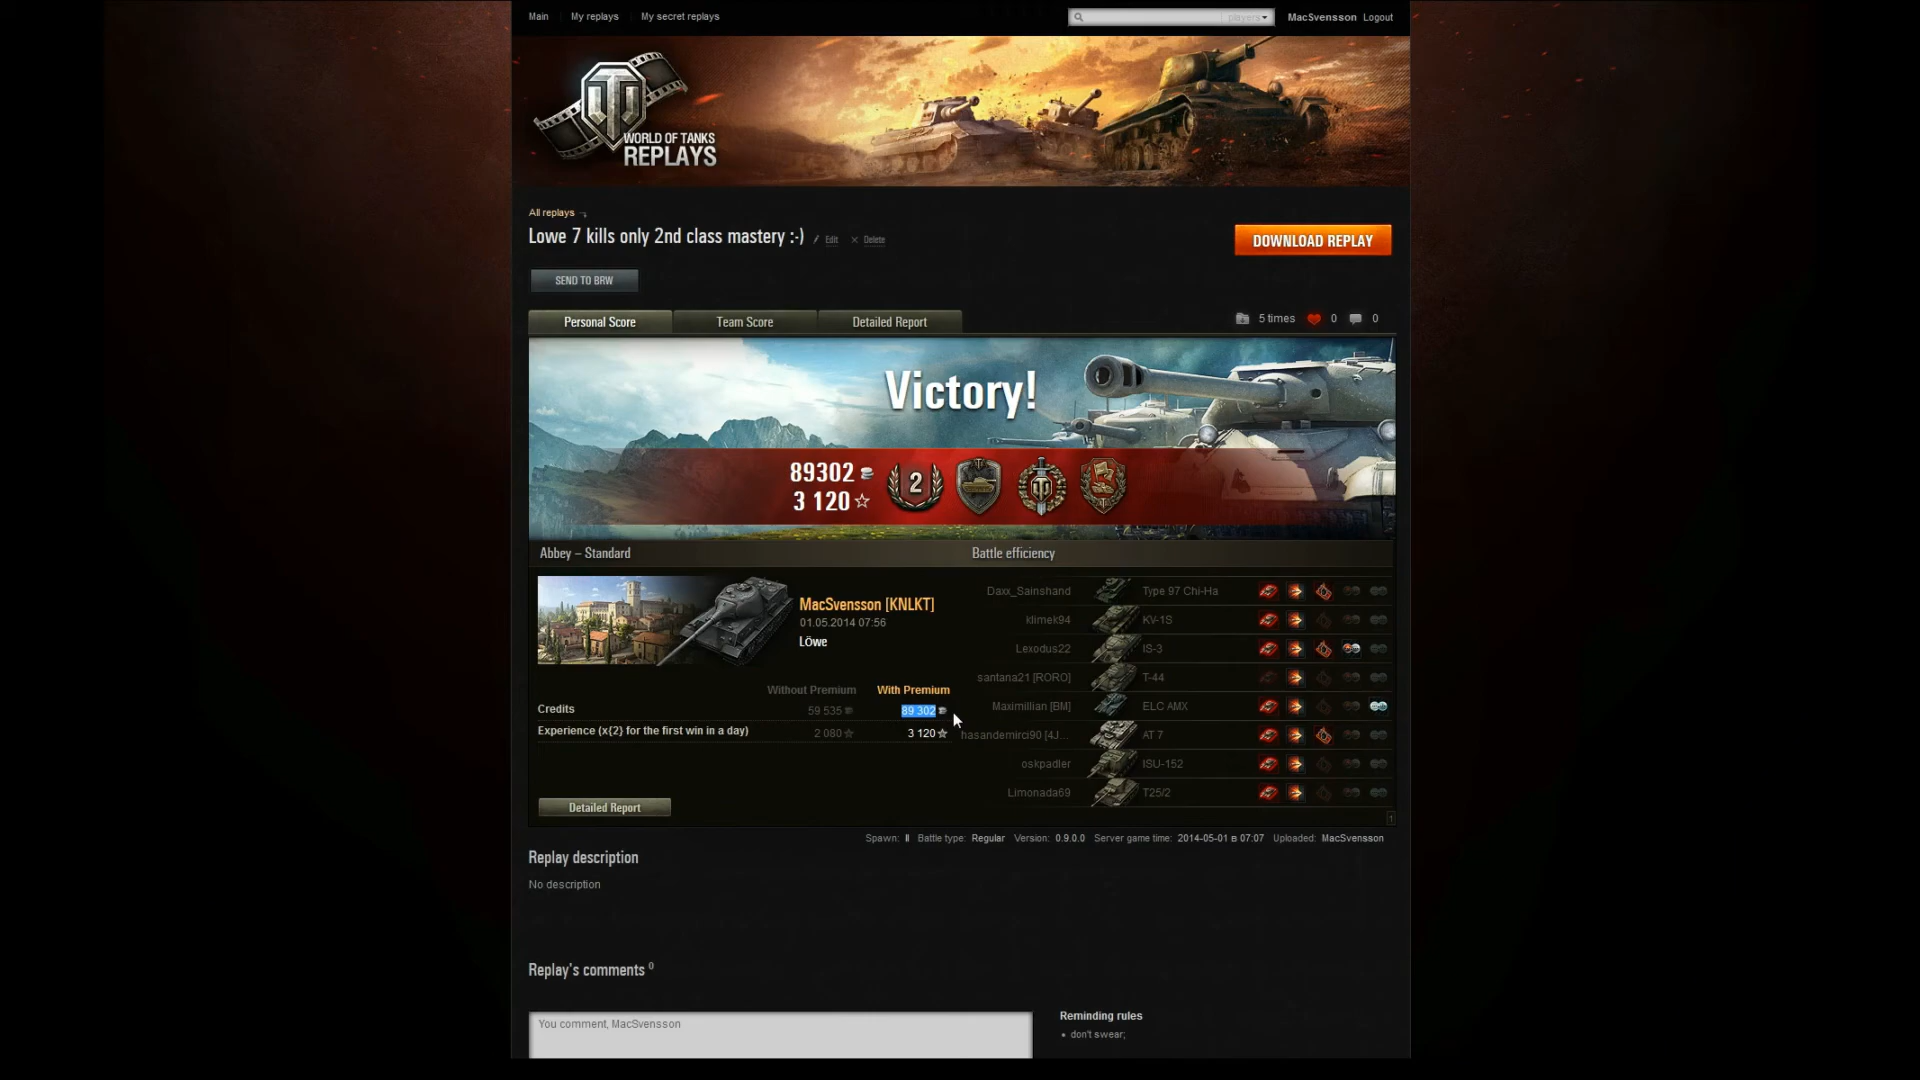 Main My replays My secret replays players MacSvensson Logout
WORLD OF TANKS
REPLAYS
All replays
Lowe 7 kills only 2nd class mastery :-) Edit Delete
DOWNLOAD REPLAY
SEND TO BRW
Personal Score Team Score Detailed Report 5 times 0 0
Victory!
89302
3 120
2
Abbey – Standard Battle efficiency
MacSvensson [KNLKT]
01.05.2014 07:56
Löwe
Without Premium With Premium
Credits 59 535 89 302
Experience (x{2} for the first win in a day) 2 080 3 120
Detailed Report
Daxx_Sainshand Type 97 Chi-Ha
klimek94 KV-1S
Lexodus22 IS-3
santana21 [RORO] T-44
Maximillian [BM] ELC AMX
hasandemirci90 [4J... AT 7
oskpadler ISU-152
Limonada69 T25/2
Spawn: II Battle type: Regular Version: 0.9.0.0 Server game time: 2014-05-01 в 07:07 Uploaded: MacSvensson
Replay description
No description
Replay's comments 0
You comment, MacSvensson
Reminding rules
• don't swear;